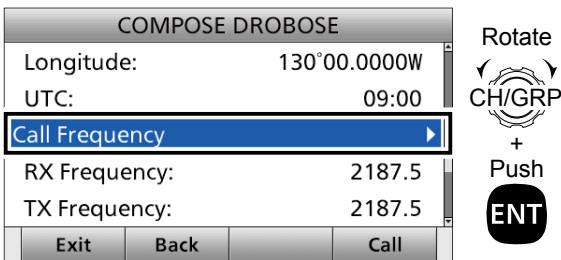 COMPOSE DROBOSE
Longitude: 130°00.0000W
UTC: 09:00
Call Frequency
RX Frequency: 2187.5
TX Frequency: 2187.5
Exit Back Call
Rotate
CH/GRP
+
Push
ENT